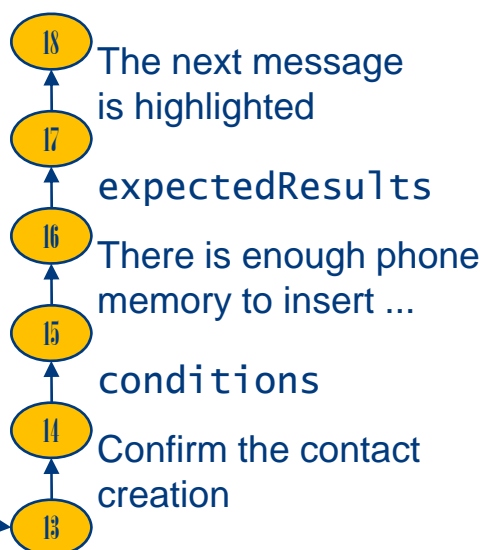 18
The next message
is highlighted
17
expectedResults
16
There is enough phone
memory to insert ...
15
conditions
14
Confirm the contact
creation
13